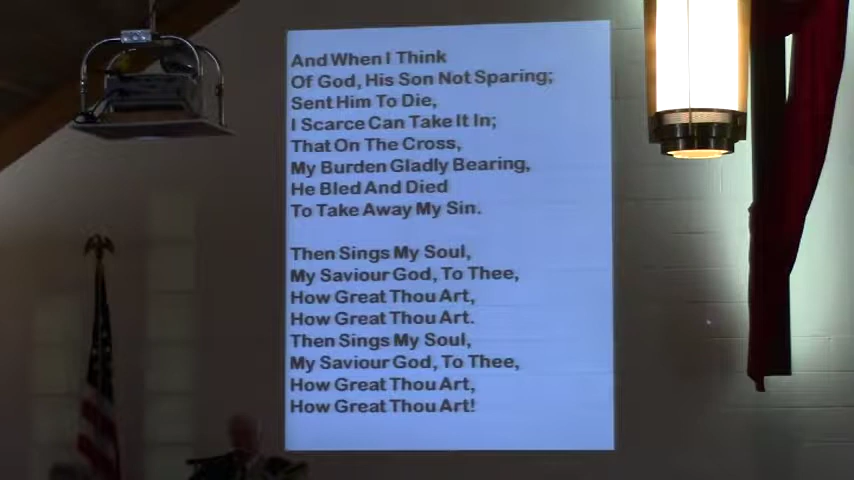 And When I Think
Of God, His Son Not Sparing;
Sent Him To Die,
I Scarce Can Take It In;
That On The Cross,
My Burden Gladly Bearing,
He Bled And Died
To Take Away My Sin.
Then Sings My Soul,
My Saviour God, To Thee,
How Great Thou Art,
How Great Thou Art.
Then Sings My Soul,
My Saviour God, To Thee,
How Great Thou Art,
How Great Thou Art!